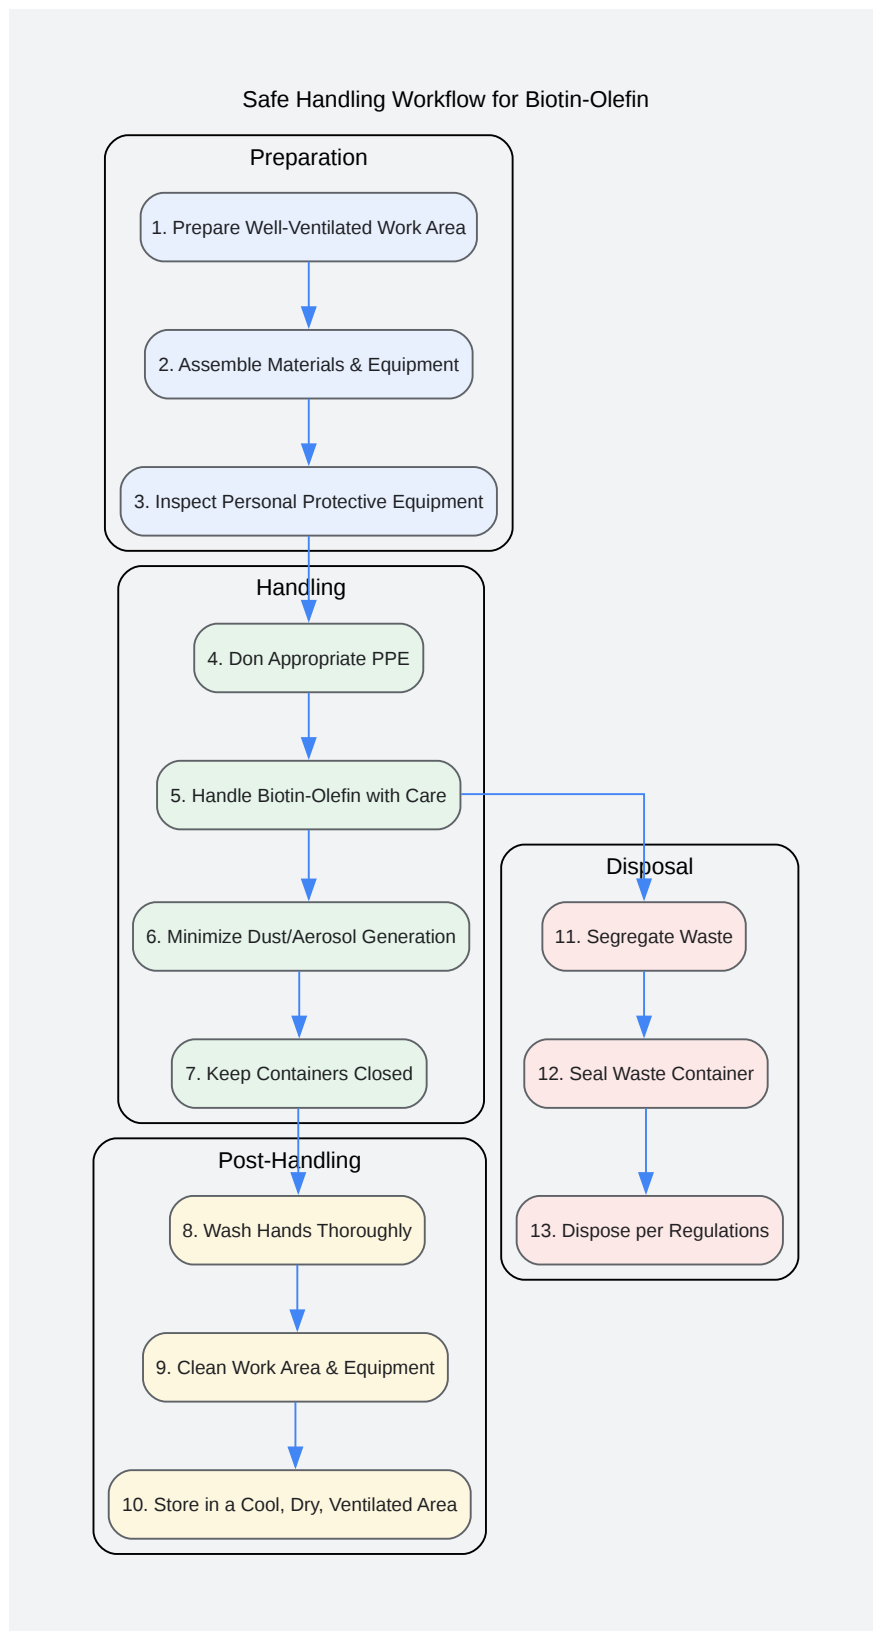 Safe Handling Workflow for Biotin-Olefin
Preparation
1. Prepare Well-Ventilated Work Area
2. Assemble Materials & Equipment
3. Inspect Personal Protective Equipment
Handling
4. Don Appropriate PPE
5. Handle Biotin-Olefin with Care
6. Minimize Dust/Aerosol Generation
7. Keep Containers Closed
Post-Handling
8. Wash Hands Thoroughly
9. Clean Work Area & Equipment
10. Store in a Cool, Dry, Ventilated Area
Disposal
11. Segregate Waste
12. Seal Waste Container
13. Dispose per Regulations